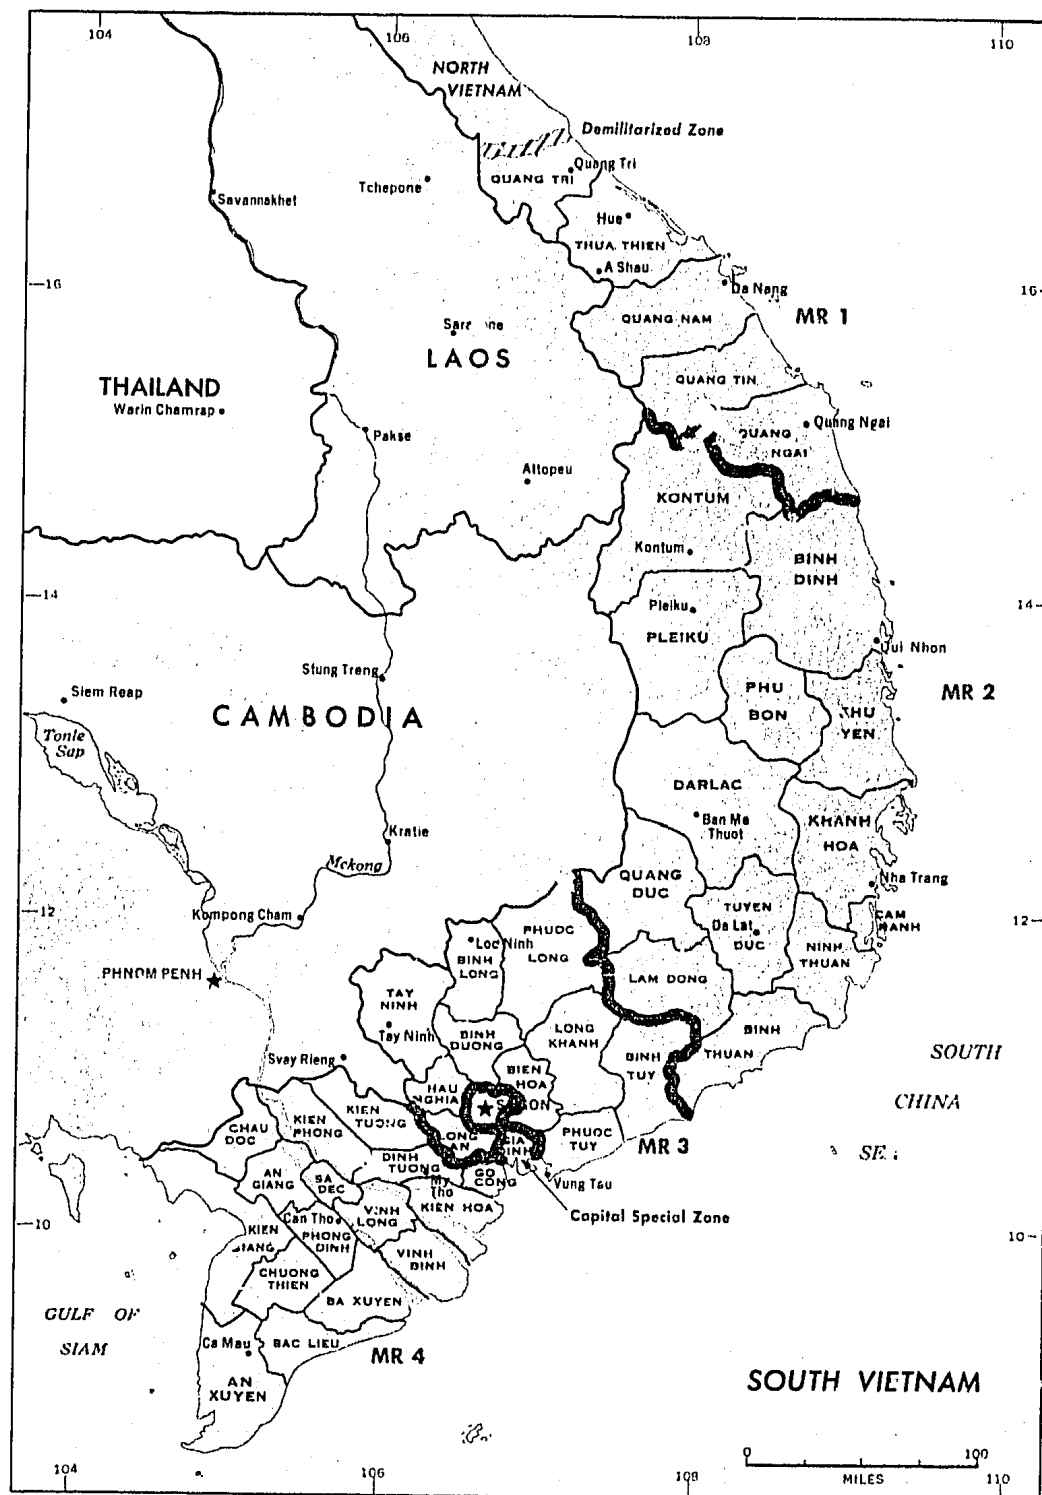 104
106
108
110
NORTH
VIETNAM
Demilitarized Zone
Quang Tri
QUANG TRI
Tchepone
Savannakhet
Hue
THUA THIEN
A Shau
16
Da Nang
16
QUANG NAM
MR 1
LAOS
THAILAND
Warin Chamrap
QUANG TIN
Pakse
QUANG
NGAI
Quang Ngai
Attopeu
KONTUM
Kontum
BINH
DINH
14
14
Pleiku
PLEIKU
Qui Nhon
Stung Treng
Siem Reap
CAMBODIA
PHU
BON
MR 2
PHU
YEN
Tonle
Sap
DARLAC
Ban Me
Thuot
KHANH
HOA
Kratie
Mekong
QUANG
DUC
Nha Trang
12
12
Kompong Cham
TUYEN
DUC
Da Lat
CAM
RANH
PHUOC
LONG
Loc Ninh
BINH
LONG
NINH
THUAN
PHNOM PENH
LAM DONG
TAY
NINH
Tay Ninh
BINH
DUONG
LONG
KHANH
BINH
THUAN
BINH
TUY
Svay Rieng
SOUTH
CHINA
BIEN
HOA
HAU
NGHIA
SAIGON
CHAU
DOC
KIEN
PHONG
KIEN
TUONG
LONG
AN
GIA
DINH
PHUOC
TUY
MR 3
DINH
TUONG
AN
GIANG
SA
DEC
My
Tho
GO
CONG
Vung Tau
KIEN HOA
Capital Special Zone
VINH
LONG
Can Tho
PHONG
DINH
10
10
KIEN
GIANG
VINH
BINH
CHUONG
THIEN
BA XUYEN
GULF OF
SIAM
Ca Mau
BAC LIEU
MR 4
AN
XUYEN
SOUTH VIETNAM
0
100
MILES
104
106
108
110